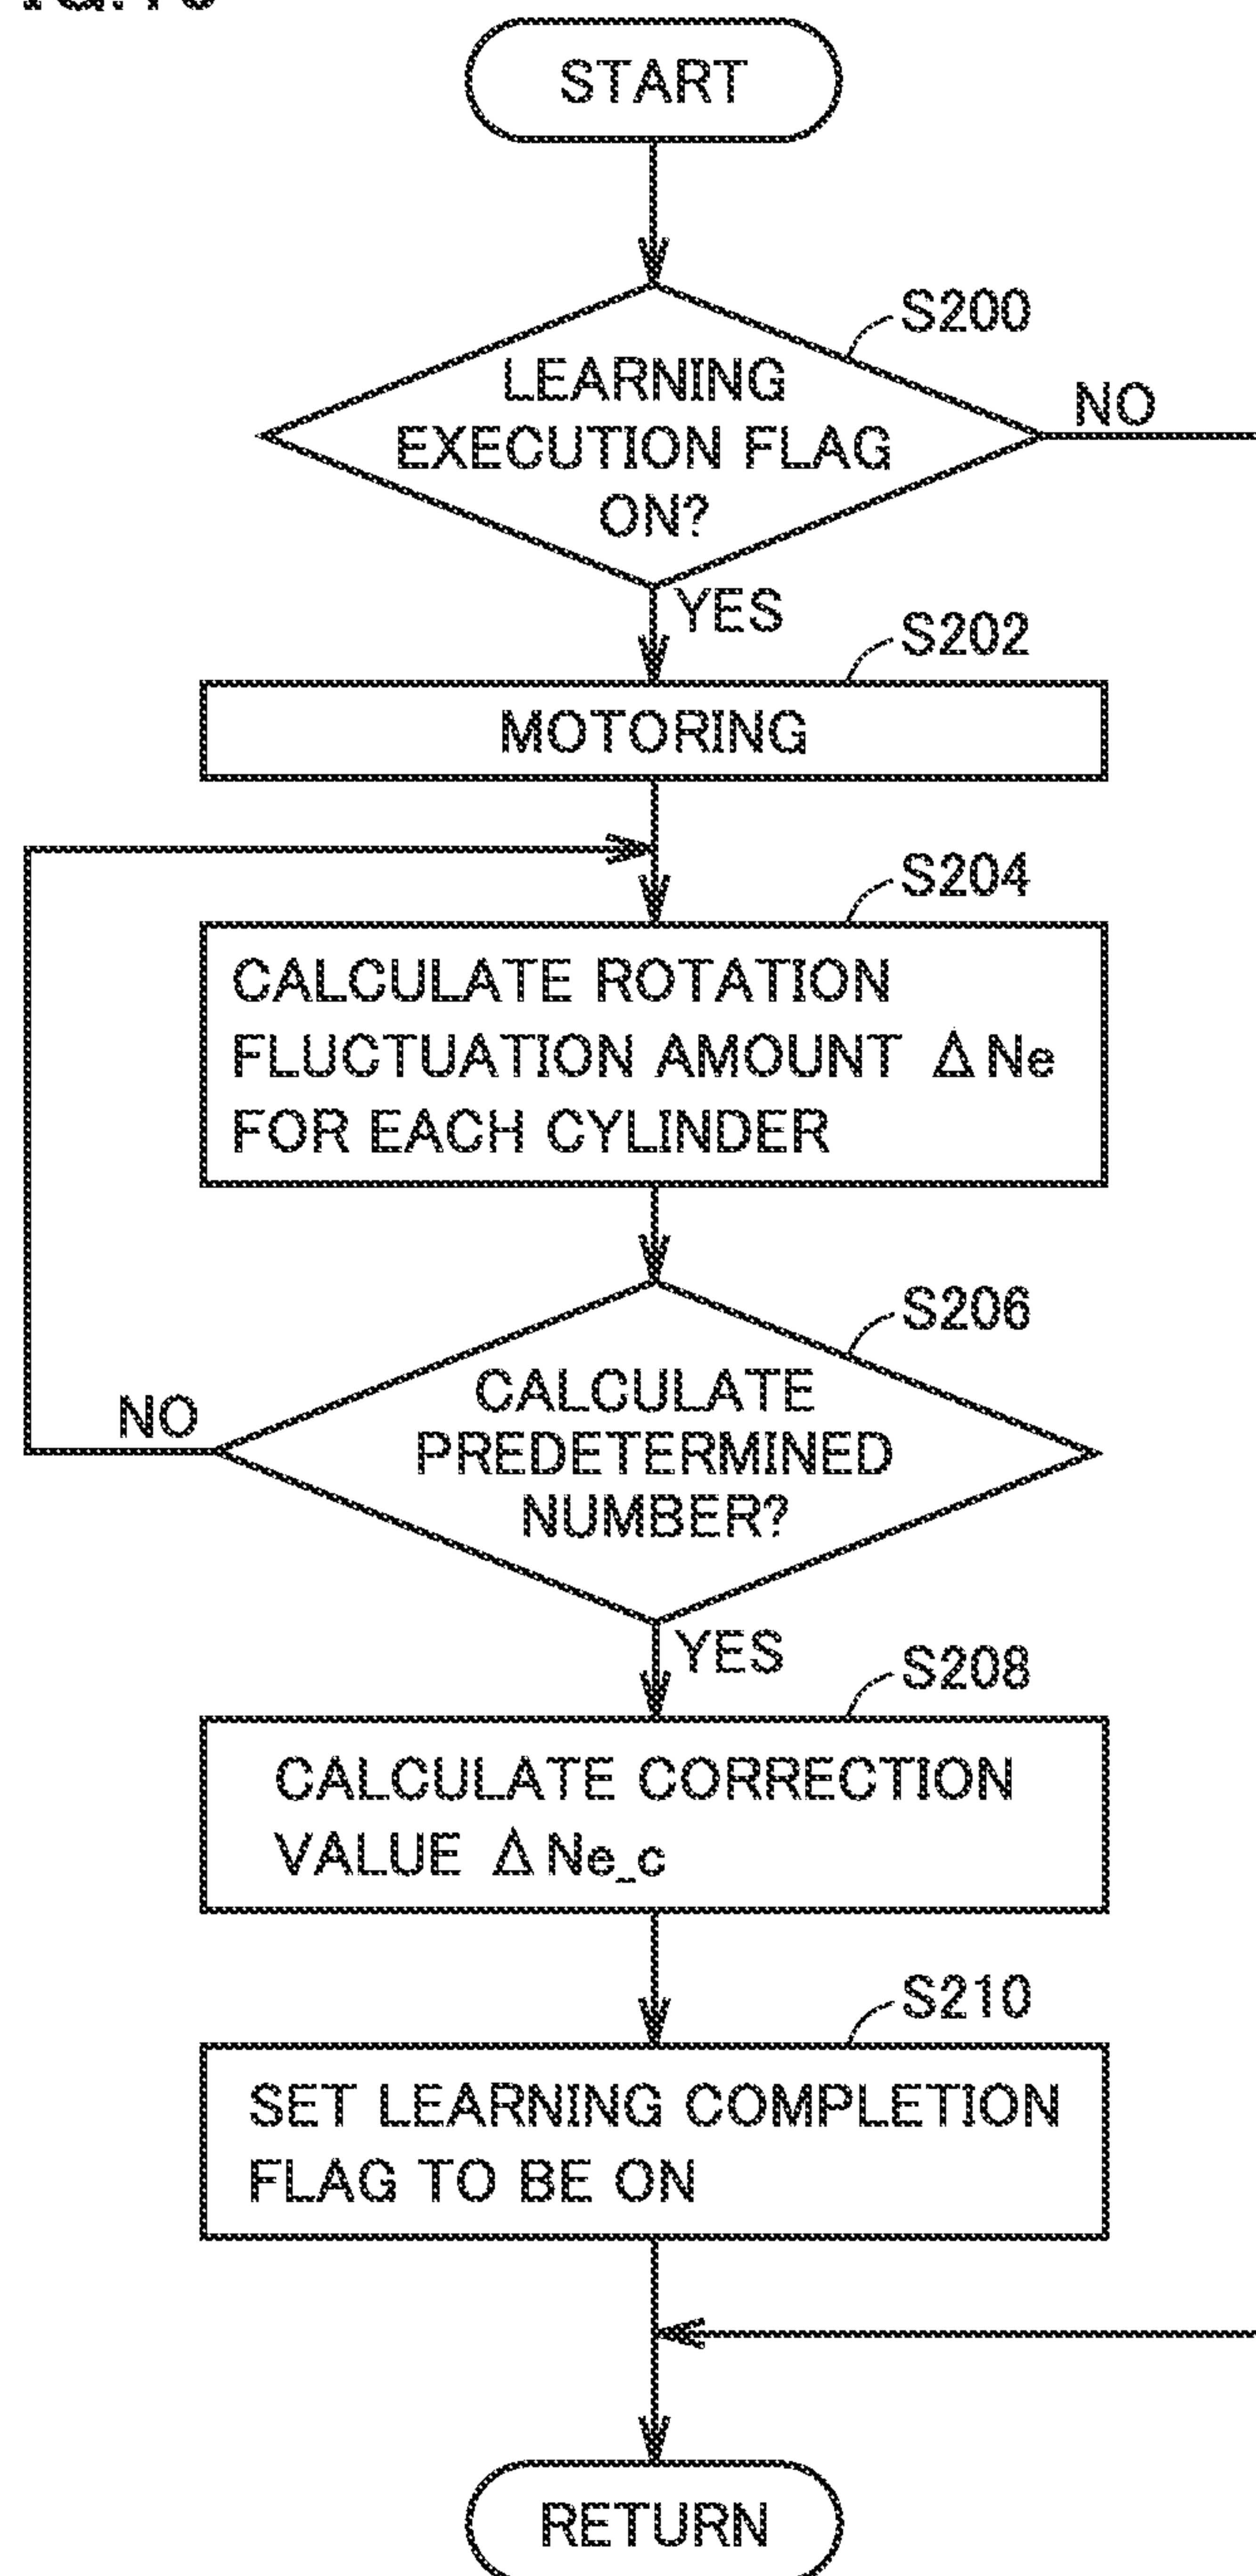 START
S200
LEARNING
EXECUTION FLAG
ON?
NO
YES
S202
MOTORING
S204
CALCULATE ROTATION
FLUCTUATION AMOUNT ΔNe
FOR EACH CYLINDER
S206
CALCULATE
PREDETERMINED
NUMBER?
NO
YES
S208
CALCULATE CORRECTION
VALUE ΔNe_c
S210
SET LEARNING COMPLETION
FLAG TO BE ON
RETURN